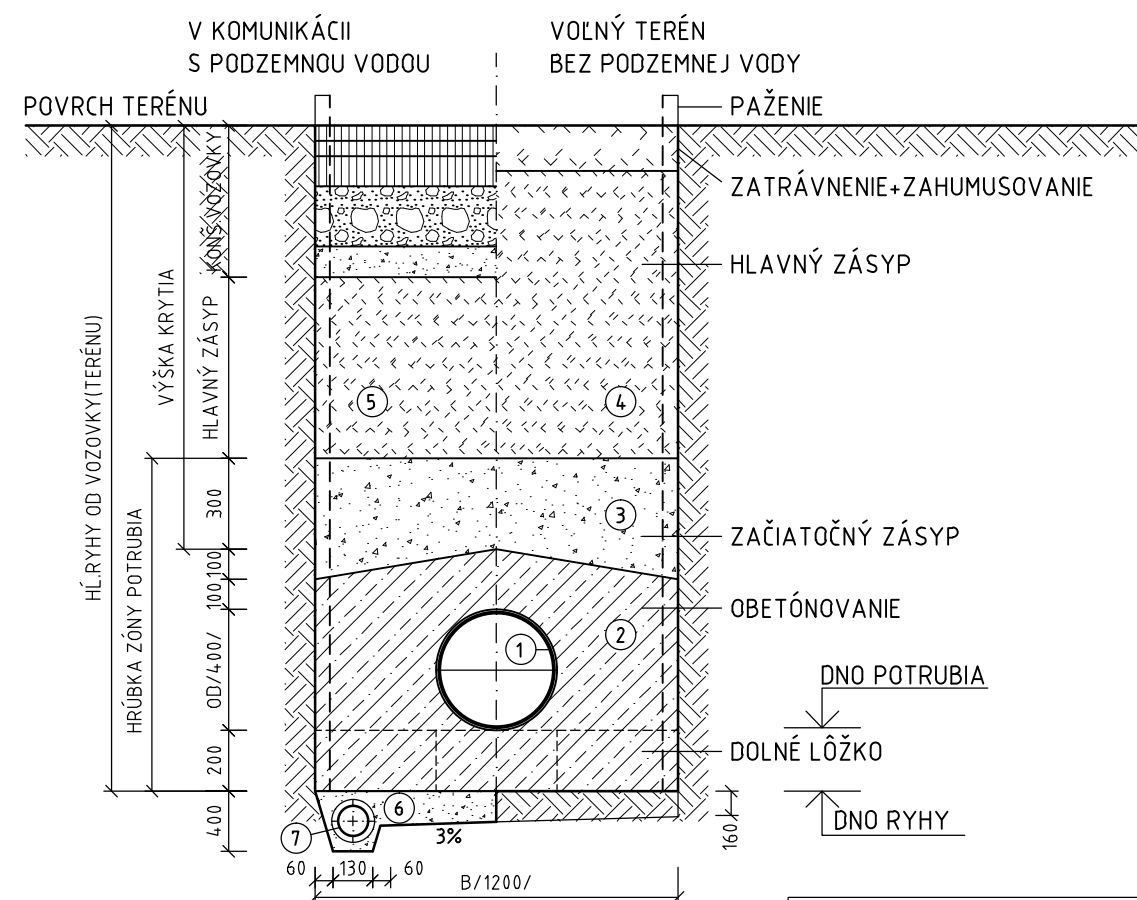 V KOMUNIKÁCII
S PODZEMNOU VODOU
VOĽNÝ TERÉN
BEZ PODZEMNEJ VODY
POVRCH TERÉNU
PAŽENIE
ZATRÁVNENIE+ZAHUMUSOVANIE
HLAVNÝ ZÁSYP
ZAČIATOČNÝ ZÁSYP
OBETÓNOVANIE
DNO POTRUBIA
DOLNÉ LÔŽKO
DNO RYHY
HĹ.RYHY OD VOZOVKY(TERÉNU)
HRÚBKA ZÓNY POTRUBIA
VÝŠKA KRYTIA
KONŠ.VOZOVKY
HLAVNÝ ZÁSYP
300
100
100
OD/400/
200
400
5
4
3
2
1
6
7
3%
160
60
130
60
B/1200/